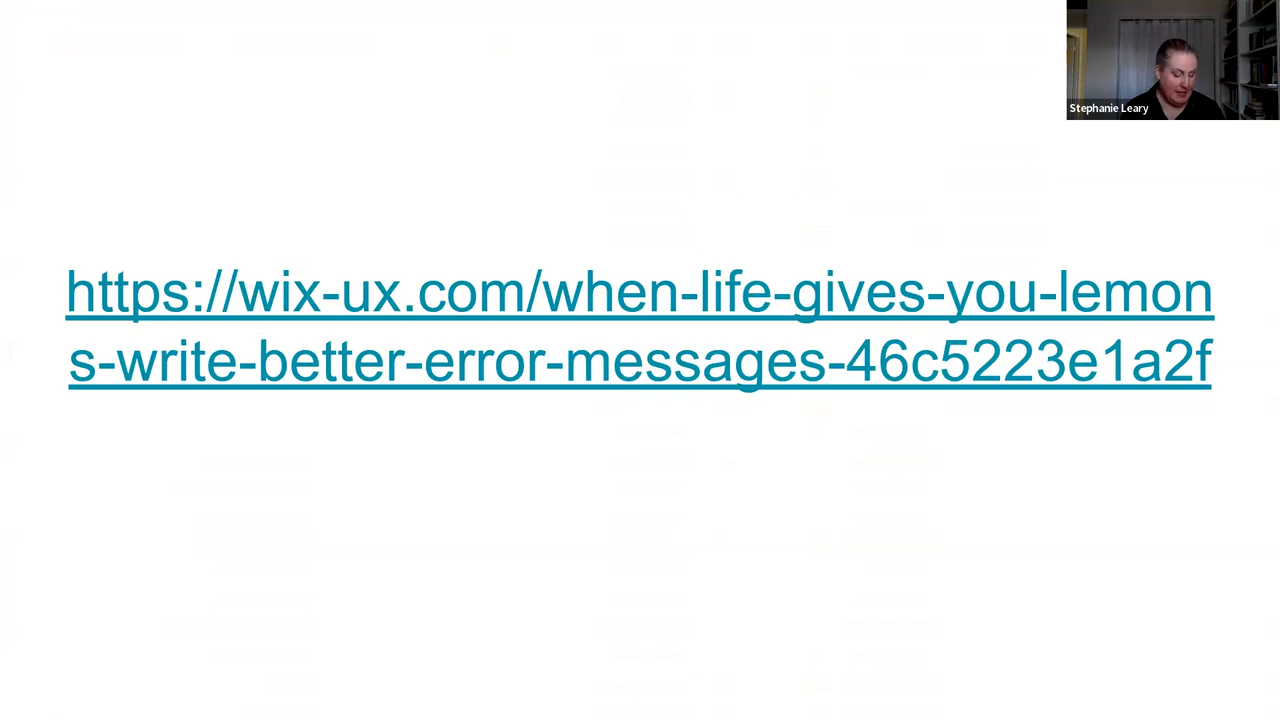 Stephanie Leary
https://wix-ux.com/when-life-gives-you-lemon
s-write-better-error-messages-46c5223e1a2f